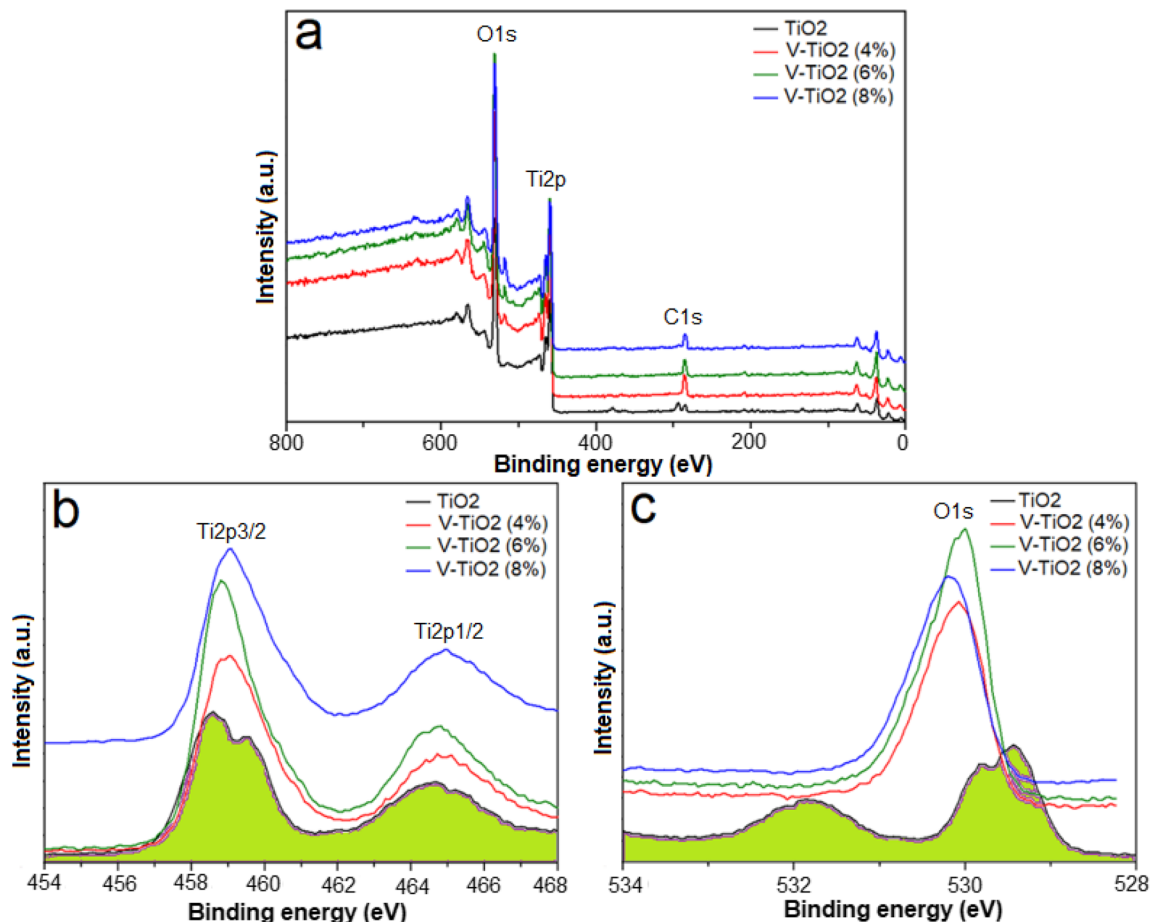 a
O1s
Ti2p
C1s
TiO2
V-TiO2 (4%)
V-TiO2 (6%)
V-TiO2 (8%)
Intensity (a.u.)
800 600 400 200 0
Binding energy (eV)
b
Ti2p3/2
Ti2p1/2
TiO2
V-TiO2 (4%)
V-TiO2 (6%)
V-TiO2 (8%)
Intensity (a.u.)
454 456 458 460 462 464 466 468
Binding energy (eV)
c
O1s
TiO2
V-TiO2 (4%)
V-TiO2 (6%)
V-TiO2 (8%)
Intensity (a.u.)
534 532 530 528
Binding energy (eV)